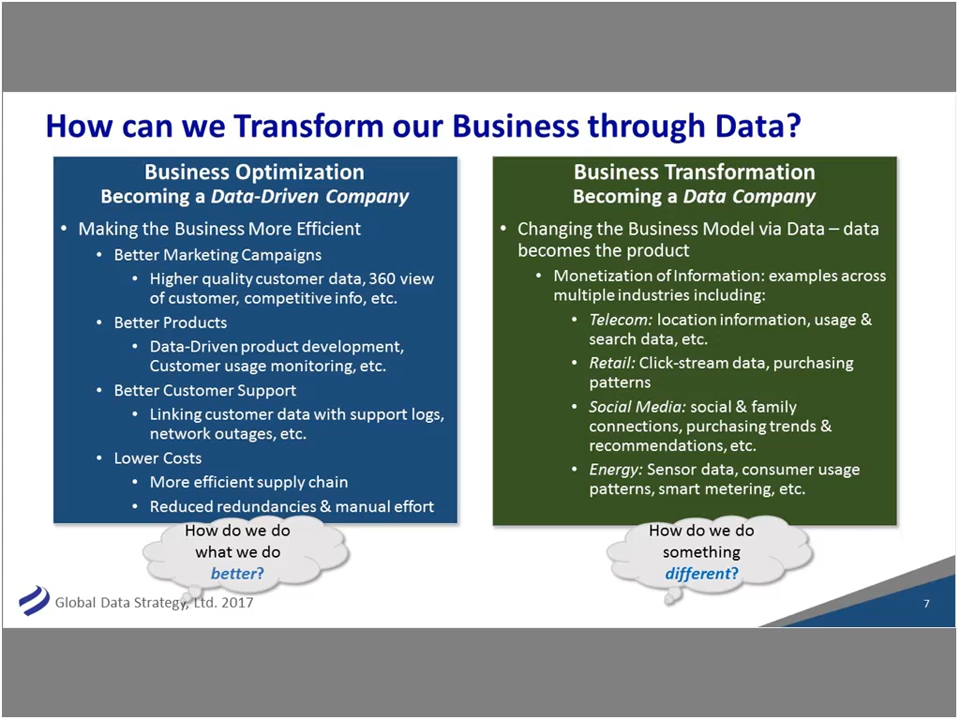 How can we Transform our Business through Data?
Business Optimization
Becoming a Data-Driven Company
• Making the Business More Efficient
• Better Marketing Campaigns
• Higher quality customer data, 360 view
of customer, competitive info, etc.
• Better Products
• Data-Driven product development,
Customer usage monitoring, etc.
• Better Customer Support
• Linking customer data with support logs,
network outages, etc.
• Lower Costs
• More efficient supply chain
• Reduced redundancies & manual effort
How do we do
what we do
better?
Business Transformation
Becoming a Data Company
• Changing the Business Model via Data – data
becomes the product
• Monetization of Information: examples across
multiple industries including:
• Telecom: location information, usage &
search data, etc.
• Retail: Click-stream data, purchasing
patterns
• Social Media: social & family
connections, purchasing trends &
recommendations, etc.
• Energy: Sensor data, consumer usage
patterns, smart metering, etc.
How do we do
something
different?
Global Data Strategy, Ltd. 2017
7